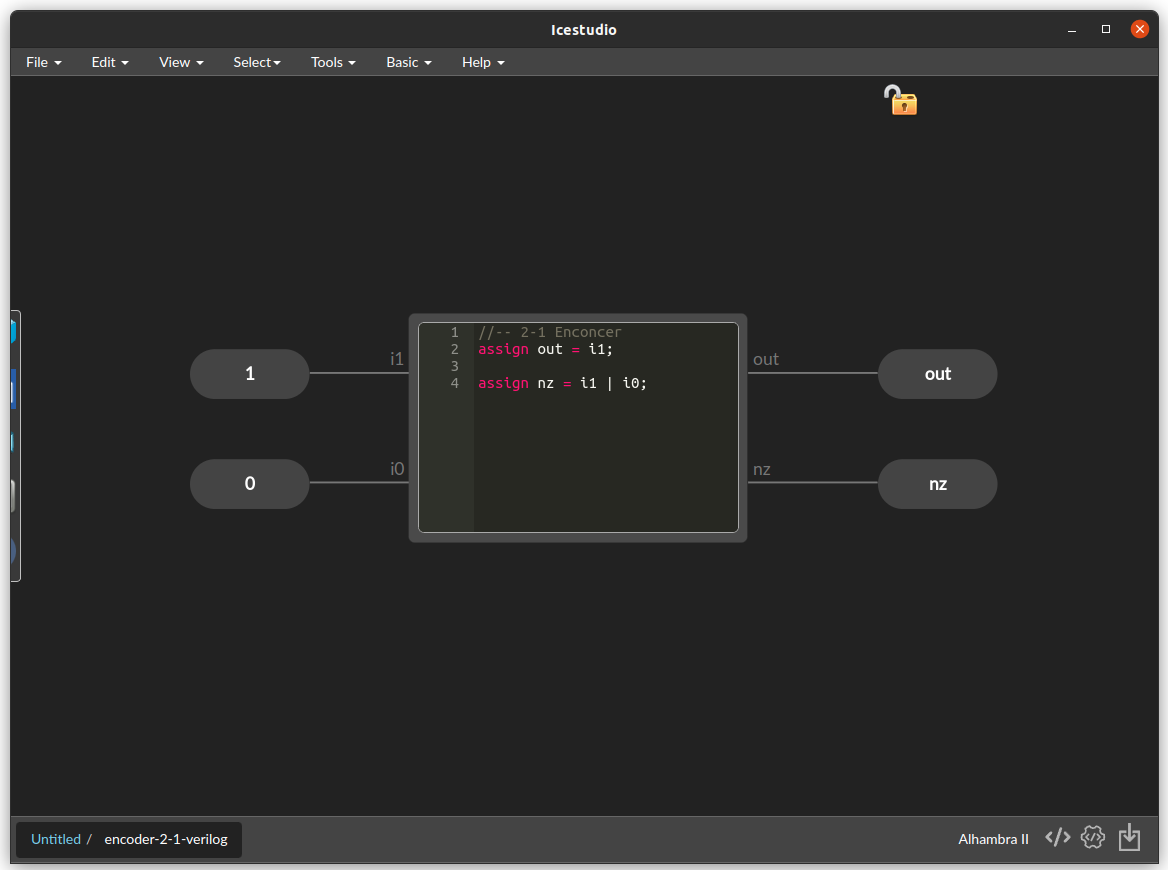 Icestudio
File Edit View Select Tools Basic Help
1 //-- 2-1 Enconcer
2 assign out = i1;
3
4 assign nz = i1 | i0;
1 i1 out out
0 i0 nz nz
Untitled / encoder-2-1-verilog Alhambra II </>